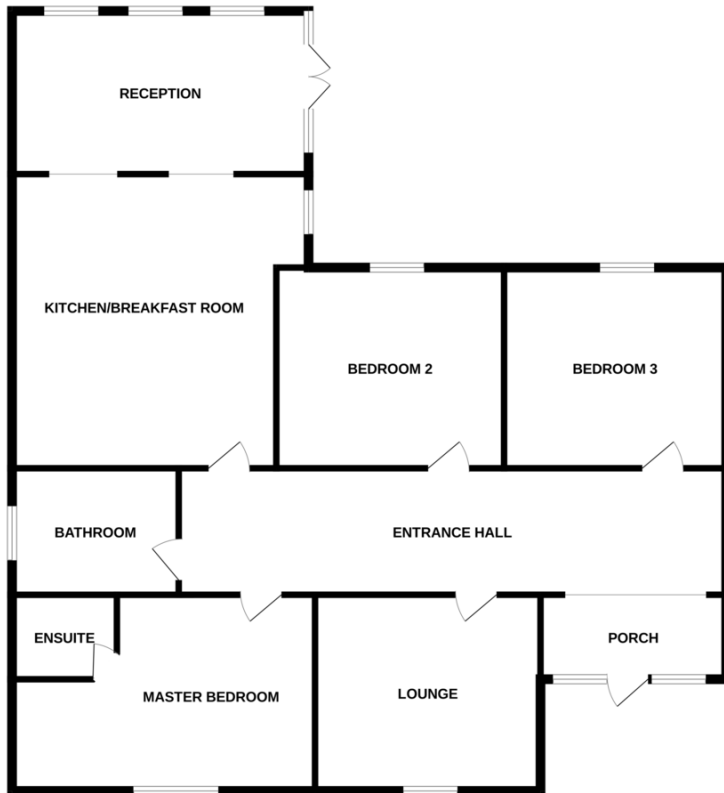 RECEPTION
KITCHEN/BREAKFAST ROOM
BEDROOM 2
BEDROOM 3
BATHROOM
ENTRANCE HALL
ENSUITE
PORCH
MASTER BEDROOM
LOUNGE